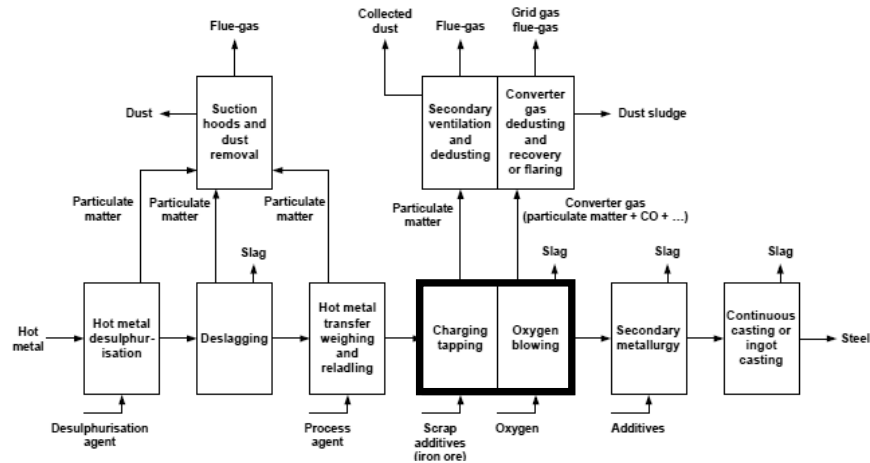 Collected
dust
Flue-gas
Grid gas
flue-gas
Flue-gas
Dust
Suction
hoods and
dust
removal
Secondary
ventilation
and
dedusting
Converter
gas
dedusting
and
recovery
or flaring
Dust sludge
Particulate
matter
Particulate
matter
Particulate
matter
Particulate
matter
Converter gas
(particulate matter + CO + ...)
Slag
Slag
Slag
Slag
Hot
metal
Hot metal
desulphur-
isation
Deslagging
Hot metal
transfer
weighing
and
reladling
Charging
tapping
Oxygen
blowing
Secondary
metallurgy
Continuous
casting or
ingot
casting
Steel
Desulphurisation
agent
Process
agent
Scrap
additives
(iron ore)
Oxygen
Additives